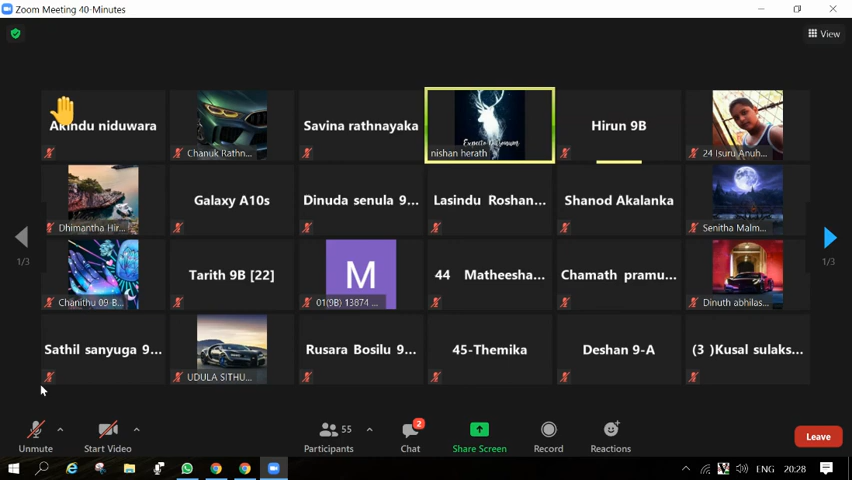 Zoom Meeting 40-Minutes
View
Akindu niduwara
Chanuk Rathn...
Savina rathnayaka
Expecto Patronum
nishan herath
Hirun 9B
24 Isuru Anuh...
Dhimantha Hir...
Galaxy A10s
Dinuda senula 9...
Lasindu Roshan...
Shanod Akalanka
Senitha Malm...
1/3
1/3
Chanithu 09-B...
Tarith 9B [22]
M
01(9B) 13874 ...
44 Matheesha...
Chamath pramu...
Dinuth abhilas...
Sathil sanyuga 9...
UDULA SITHU...
Rusara Bosilu 9...
45-Themika
Deshan 9-A
(3 )Kusal sulaks...
55
2
Unmute
Start Video
Participants
Chat
Share Screen
Record
Reactions
Leave
ENG
20:28